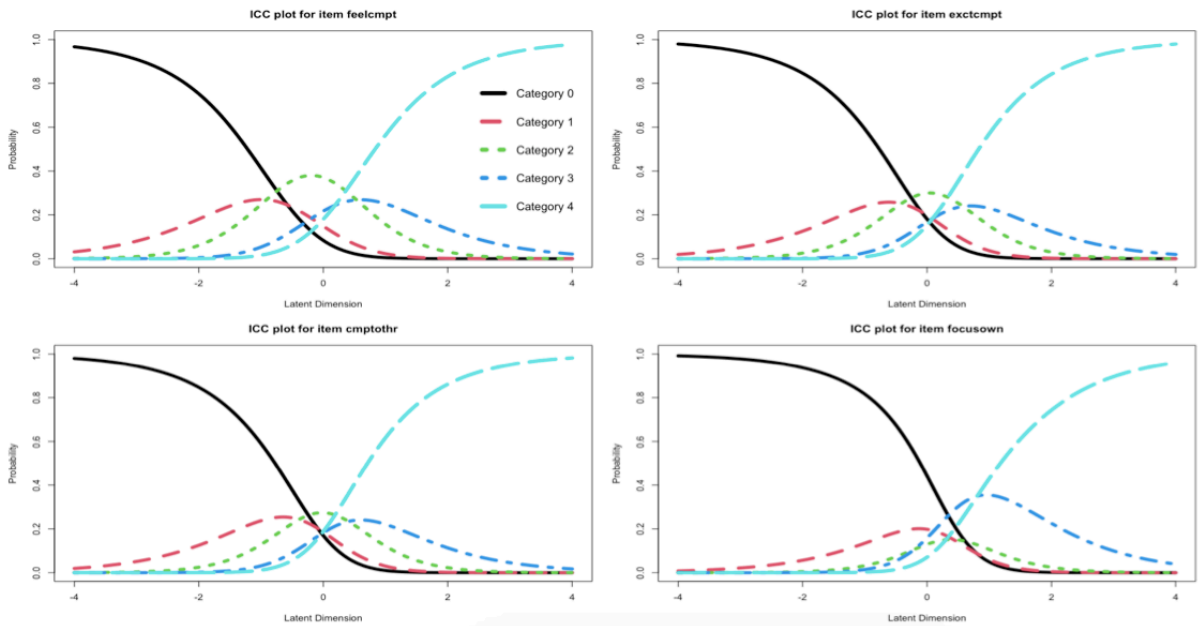 ICC plot for item feelcmpt
Probability
1.0
0.8
0.6
0.4
0.2
0.0
Category 0
Category 1
Category 2
Category 3
Category 4
-4
-2
0
2
4
Latent Dimension
ICC plot for item exctcmpt
Probability
1.0
0.8
0.6
0.4
0.2
0.0
-4
-2
0
2
4
Latent Dimension
ICC plot for item cmptothr
Probability
1.0
0.8
0.6
0.4
0.2
0.0
-4
-2
0
2
4
Latent Dimension
ICC plot for item focusown
Probability
1.0
0.8
0.6
0.4
0.2
0.0
-4
-2
0
2
4
Latent Dimension